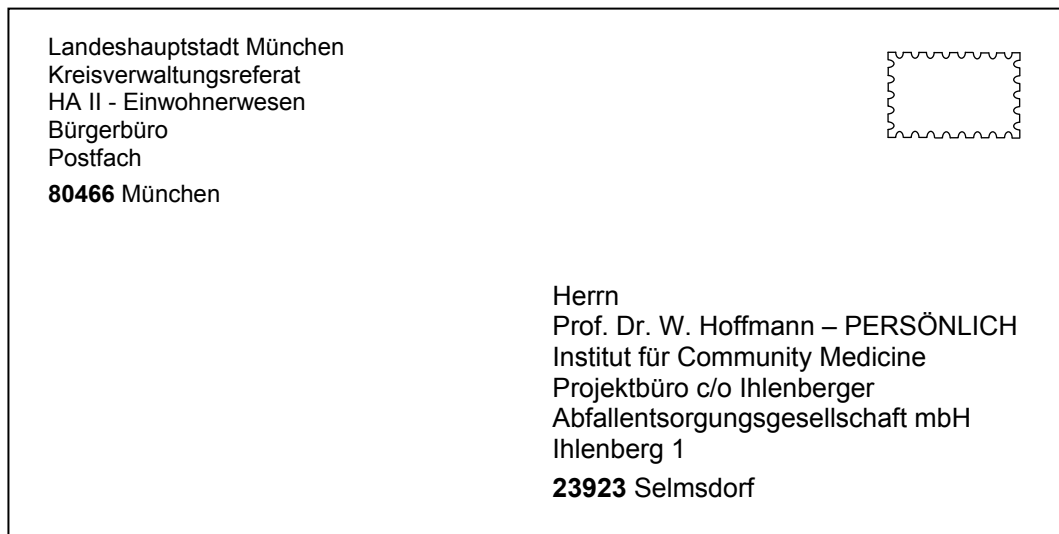 Landeshauptstadt München
Kreisverwaltungsreferat
HA II - Einwohnerwesen
Bürgerbüro
Postfach
80466 München
Herrn
Prof. Dr. W. Hoffmann – PERSÖNLICH
Institut für Community Medicine
Projektbüro c/o Ihlenberger
Abfallentsorgungsgesellschaft mbH
Ihlenberg 1
23923 Selmsdorf